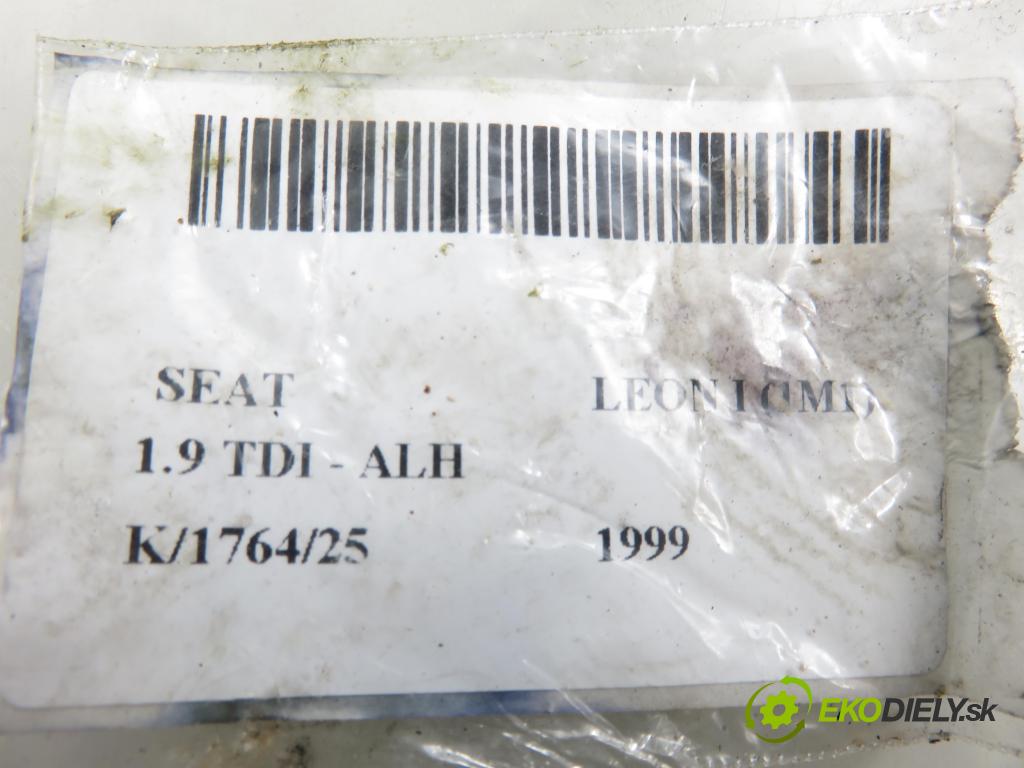 SEAT LEON I (1M1)
1.9 TDI - ALH
K/1764/25 1999
EKODIELY.sk